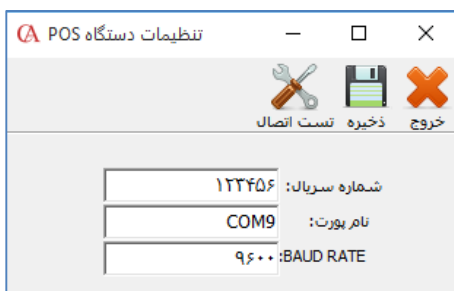 تنظیمات دستگاه POS
خروج ذخیره تست اتصال
شماره سریال: ۱۲۳۴۵۶
نام پورت: COM9
BAUD RATE: ۹۶۰۰